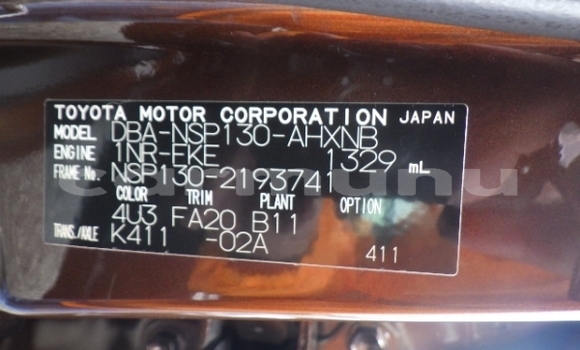 TOYOTA MOTOR CORPORATION JAPAN
MODEL DBA-NSP130-AHXNB
ENGINE 1NR-FKE 1329 mL
FRAME No. NSP130-2193741
COLOR TRIM PLANT OPTION
4U3 FA20 B11
TRANS./AXLE K411 -02A
411